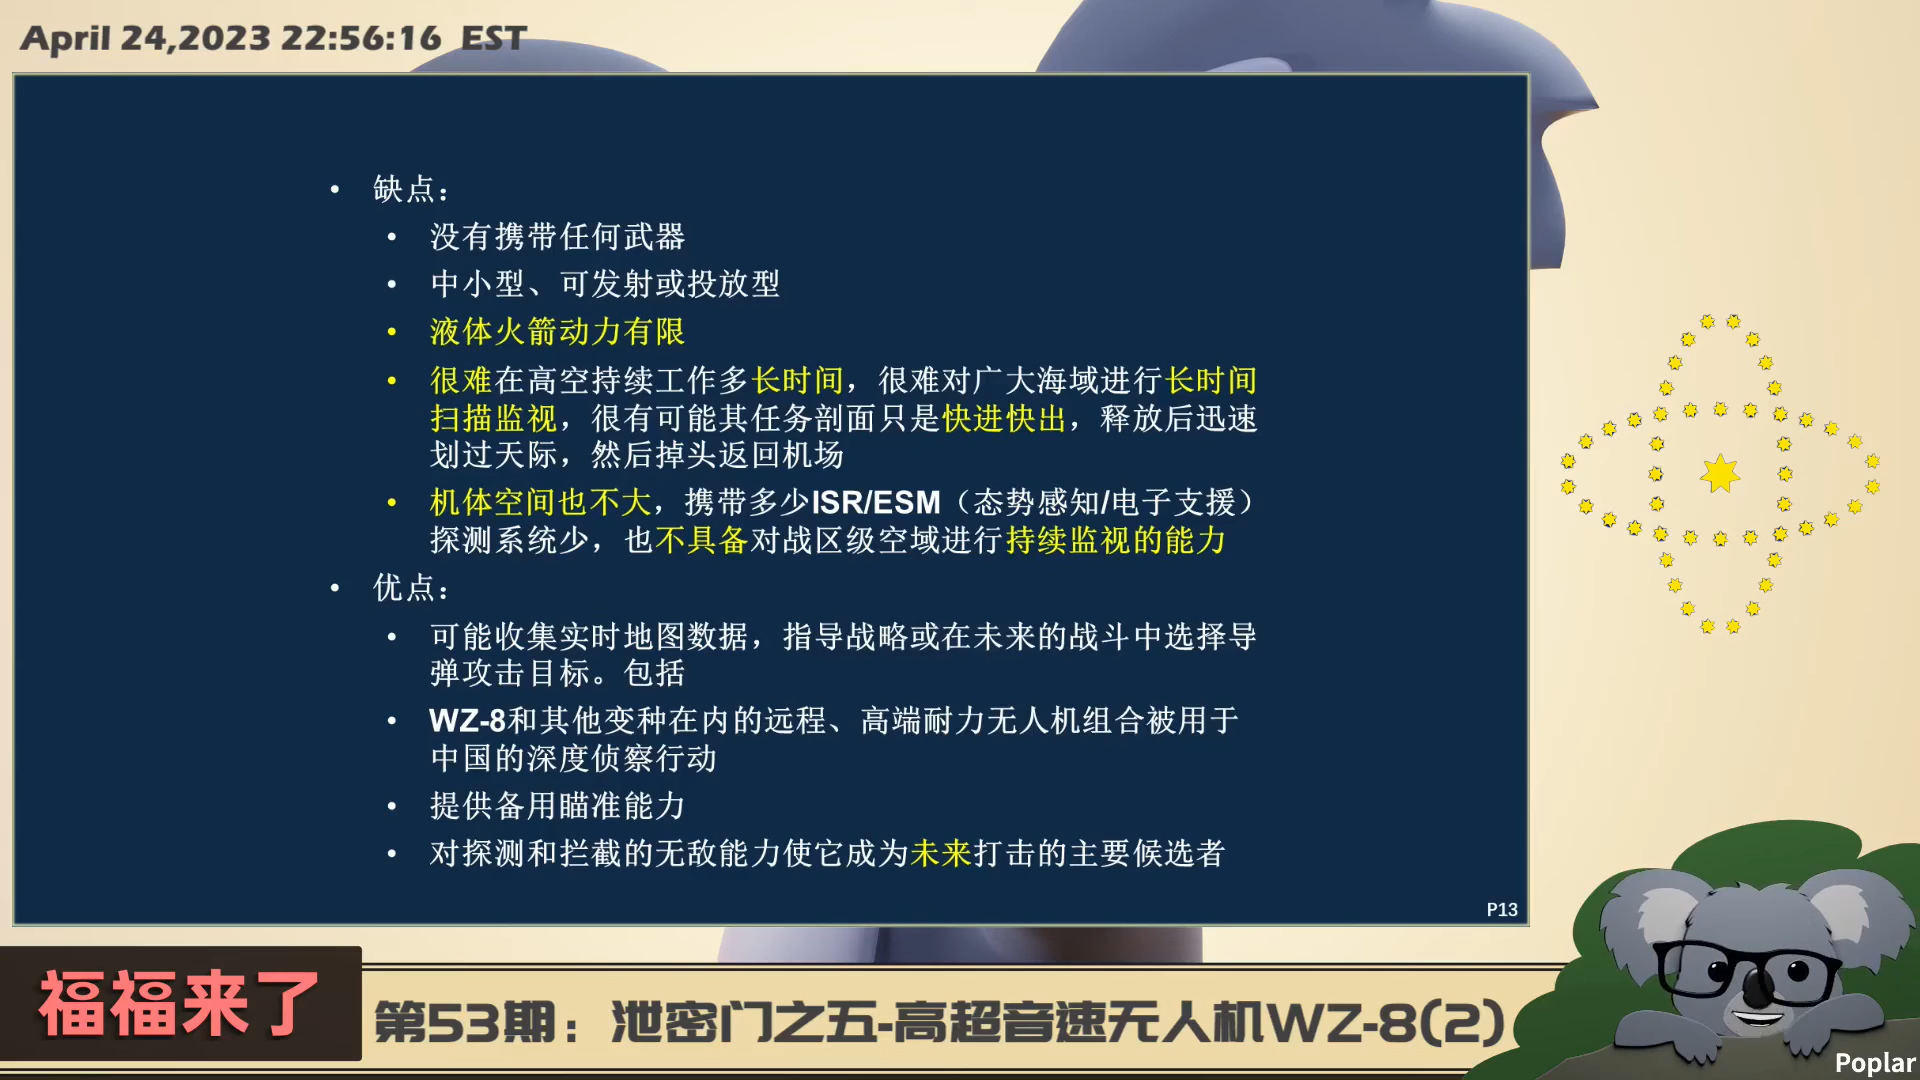 April 24,2023 22:56:16 EST
• 缺点：
• 没有携带任何武器
• 中小型、可发射或投放型
• 液体火箭动力有限
• 很难在高空持续工作多长时间，很难对广大海域进行长时间
扫描监视，很有可能其任务剖面只是快进快出，释放后迅速
划过天际，然后掉头返回机场
• 机体空间也不大，携带多少ISR/ESM（态势感知/电子支援）
探测系统少，也不具备对战区级空域进行持续监视的能力
• 优点：
• 可能收集实时地图数据，指导战略或在未来的战斗中选择导
弹攻击目标。包括
• WZ-8和其他变种在内的远程、高端耐力无人机组合被用于
中国的深度侦察行动
• 提供备用瞄准能力
• 对探测和拦截的无敌能力使它成为未来打击的主要候选者
P13
福福来了
第53期：泄密门之五-高超音速无人机WZ-8(2)
Poplar